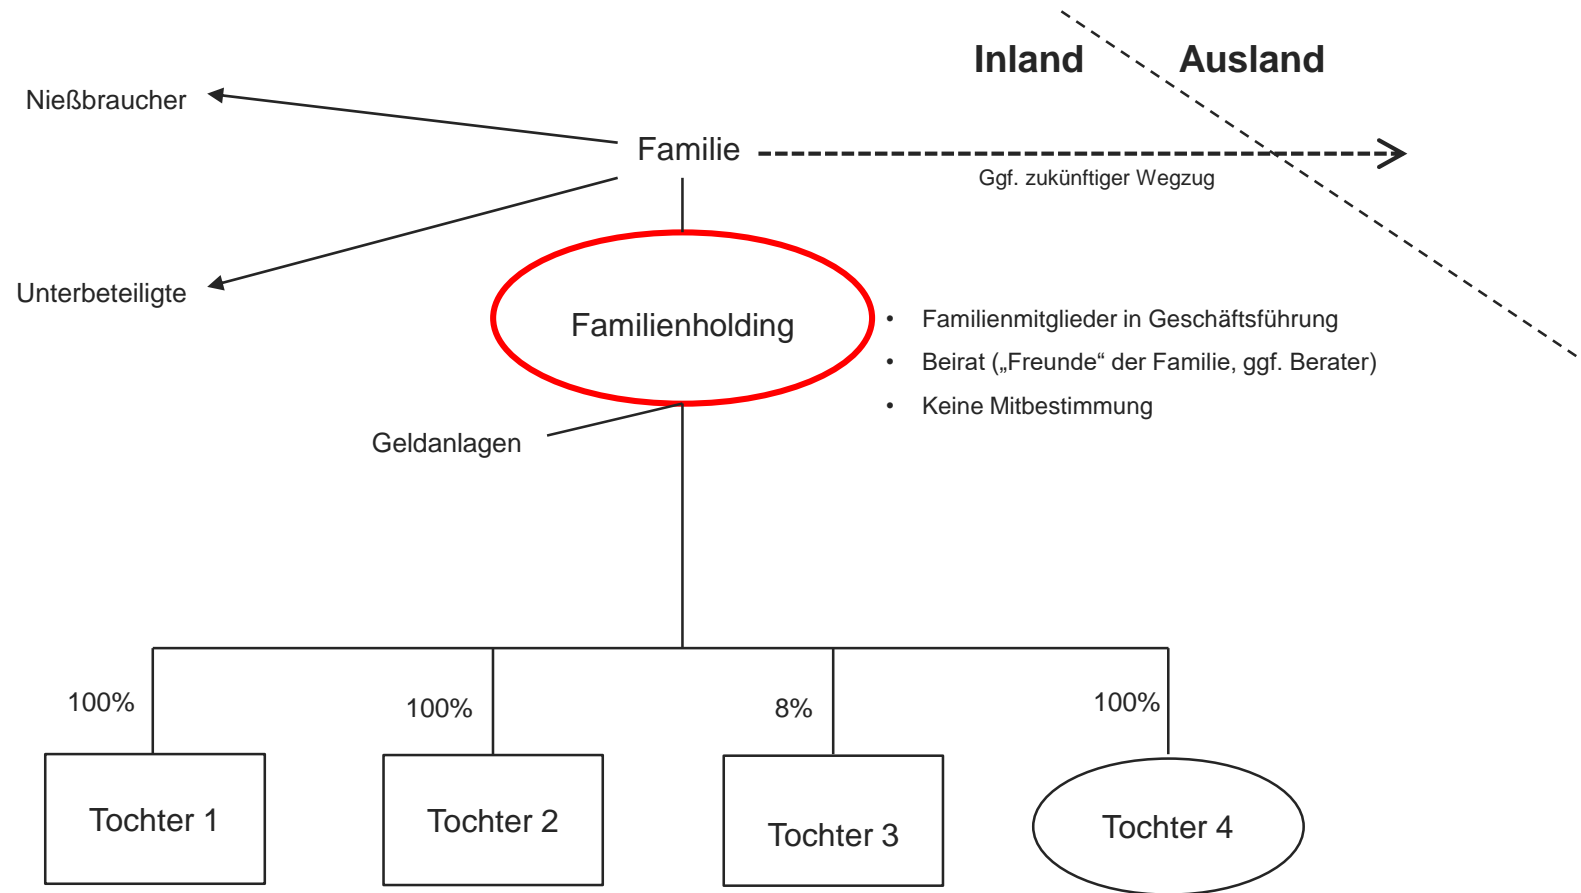 Inland
Ausland
Nießbraucher
Familie
Ggf. zukünftiger Wegzug
Unterbeteiligte
Familienholding
• Familienmitglieder in Geschäftsführung
• Beirat („Freunde“ der Familie, ggf. Berater)
• Keine Mitbestimmung
Geldanlagen
100%
100%
8%
100%
Tochter 1
Tochter 2
Tochter 3
Tochter 4